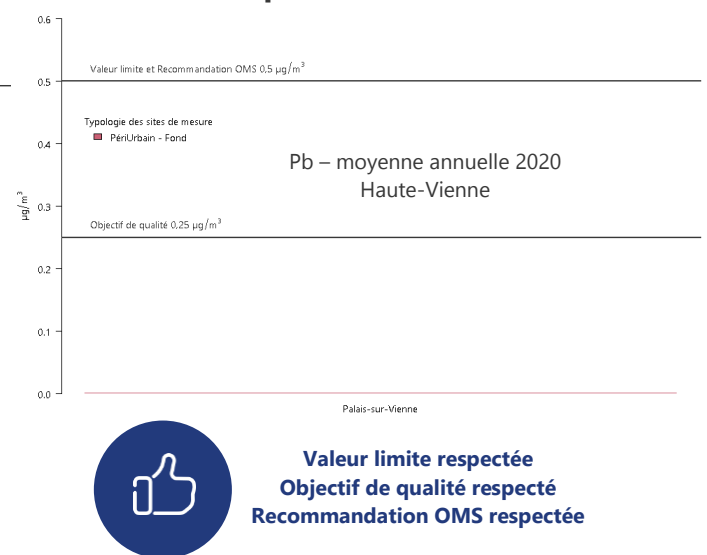 0.6
Valeur limite et Recommandation OMS 0,5 µg/m³
0.5
Typologie des sites de mesure
PériUrbain - Fond
0.4
Pb – moyenne annuelle 2020
Haute-Vienne
µg/m³
0.3
Objectif de qualité 0,25 µg/m³
0.2
0.1
0.0
Palais-sur-Vienne
Valeur limite respectée
Objectif de qualité respecté
Recommandation OMS respectée